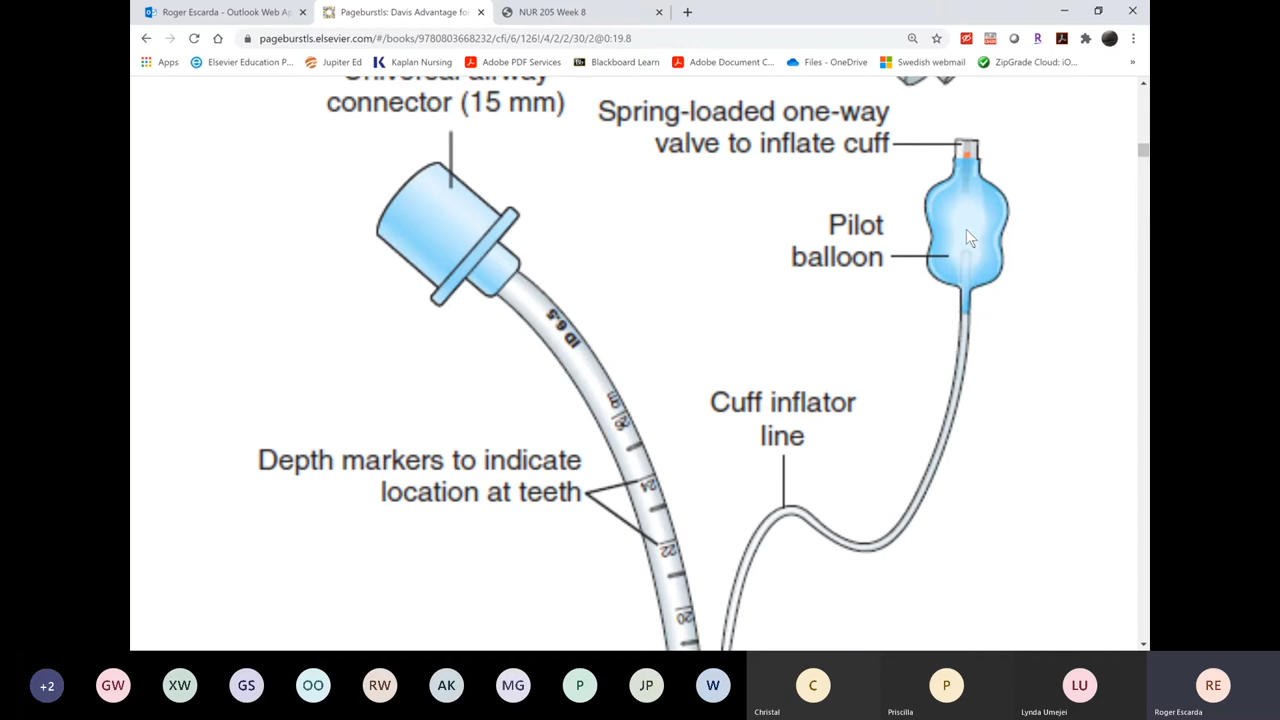 Roger Escarda - Outlook Web Ap
Pageburstls: Davis Advantage for
NUR 205 Week 8
pageburstls.elsevier.com/#/books/9780803668232/cfi/6/126!/4/2/2/30/2@0:19.8
Apps
Elsevier Education P...
Jupiter Ed
Kaplan Nursing
Adobe PDF Services
Blackboard Learn
Adobe Document C...
Files - OneDrive
Swedish webmail
ZipGrade Cloud: iO...
»
Universal airway
connector (15 mm)
Spring-loaded one-way
valve to inflate cuff
Pilot
balloon
ID 6.5
Cuff inflator
line
Depth markers to indicate
location at teeth
cm
24
22
20
+2
GW
XW
GS
OO
RW
AK
MG
P
JP
W
C
Christal
P
Priscilla
LU
Lynda Umejei
RE
Roger Escarda